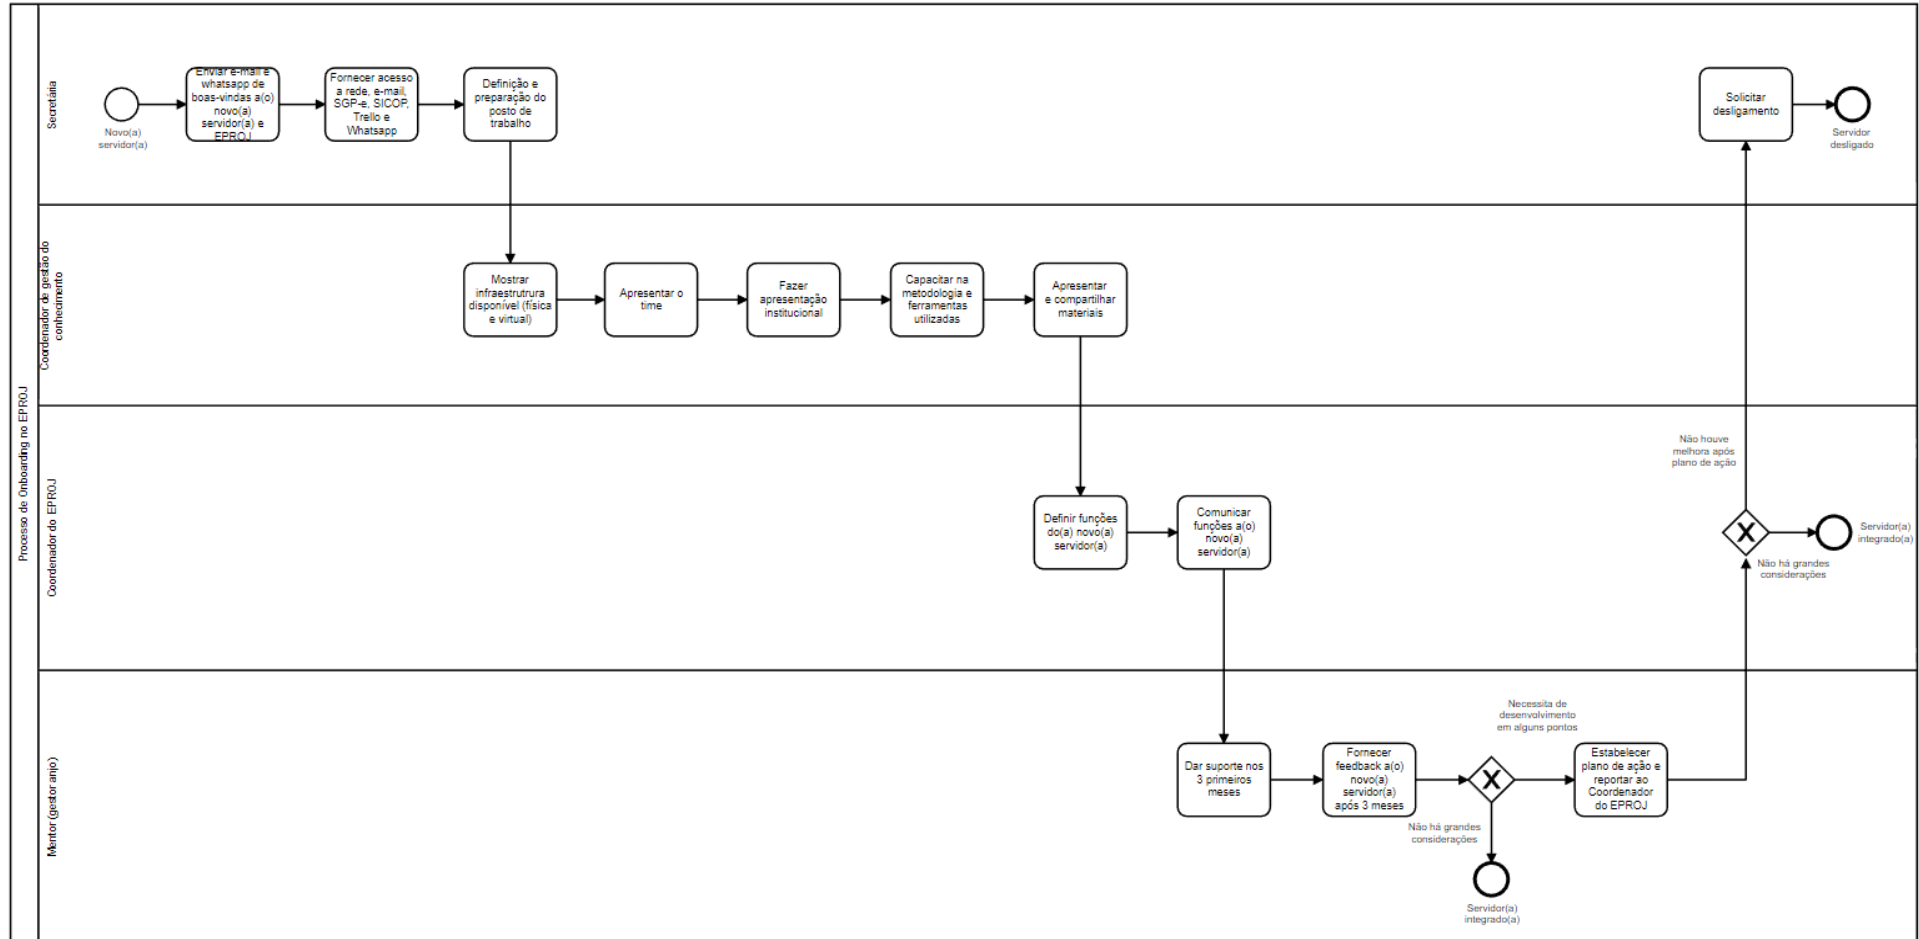 Processo de Onboarding no EPROJ
Secretária
Novo(a)
servidor(a)
Enviar e-mail e
whatsapp de
boas-vindas a(o)
novo(a)
servidor(a) e
EPROJ
Fornecer acesso
a rede, e-mail,
SGP-e, SICOP,
Trello e
Whatsapp
Definição e
preparação do
posto de
trabalho
Solicitar
desligamento
Servidor
desligado
Coordenador de gestão do
conhecimento
Mostrar
infraestrutura
disponível (física
e virtual)
Apresentar o
time
Fazer
apresentação
institucional
Capacitar na
metodologia e
ferramentas
utilizadas
Apresentar
e compartilhar
materiais
Coordenador do EPROJ
Definir funções
do(a) novo(a)
servidor(a)
Comunicar
funções a(o)
novo(a)
servidor(a)
Não houve
melhora após
plano de ação
Servidor(a)
integrado(a)
Não há grandes
considerações
Mentor (gestor anjo)
Dar suporte nos
3 primeiros
meses
Fornecer
feedback a(o)
novo(a)
servidor(a)
após 3 meses
Necessita de
desenvolvimento
em alguns pontos
Estabelecer
plano de ação e
reportar ao
Coordenador
do EPROJ
Não há grandes
considerações
Servidor(a)
integrado(a)